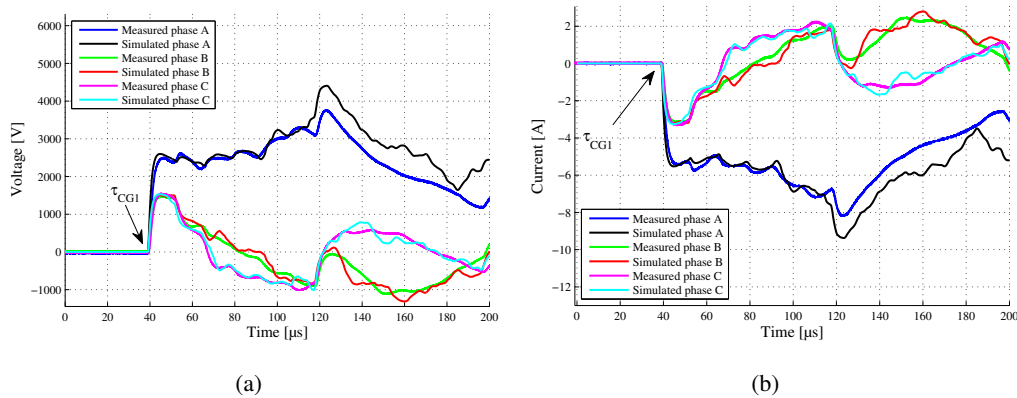 6000
5000
4000
3000
2000
1000
0
−1000
Voltage [V]
Measured phase A
Simulated phase A
Measured phase B
Simulated phase B
Measured phase C
Simulated phase C
τCG1
0 20 40 60 80 100 120 140 160 180 200
Time [µs]
(a)
2
0
−2
−4
−6
−8
−10
−12
Current [A]
τCG1
Measured phase A
Simulated phase A
Measured phase B
Simulated phase B
Measured phase C
Simulated phase C
0 20 40 60 80 100 120 140 160 180 200
Time [µs]
(b)